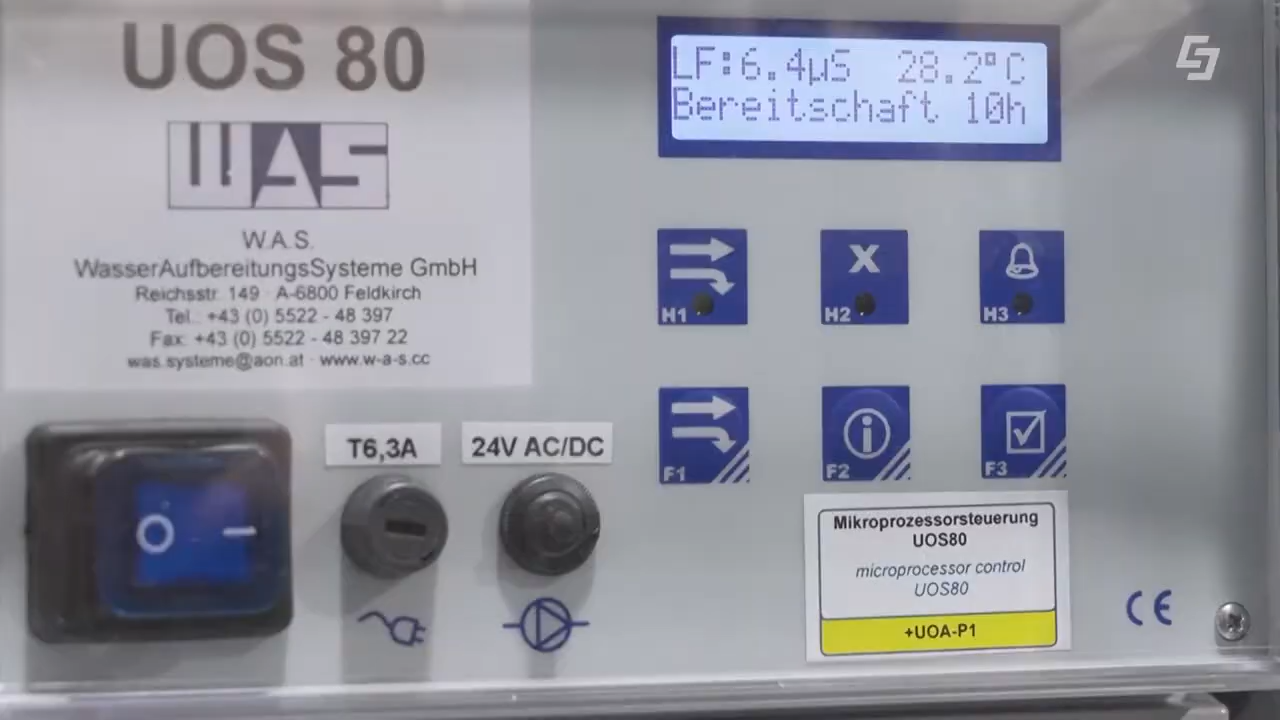 UOS 80
WAS
W.A.S.
WasserAufbereitungsSysteme GmbH
Reichsstr. 149 · A-6800 Feldkirch
Tel.: +43 (0) 5522 - 48 397
Fax: +43 (0) 5522 - 48 397 22
was.systeme@aon.at · www.w-a-s.cc
LF:6.4µS 28.2°C
Bereitschaft 10h
H1
X
H2
H3
F1
i
F2
F3
T6,3A
24V AC/DC
O –
Mikroprozessorsteuerung
UOS80
microprocessor control
UOS80
+UOA-P1
CE